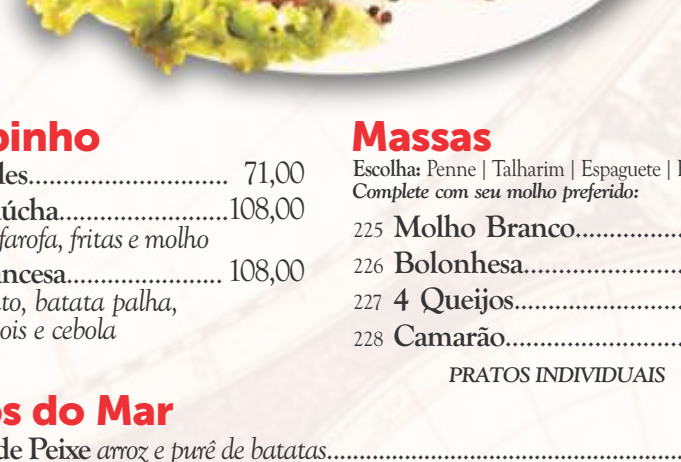 pinho
les............................ 71,00
úcha.......................108,00
farofa, fritas e molho
ncesa...................... 108,00
to, batata palha,
ois e cebola
Massas
Escolha: Penne | Talharim | Espaguete |
Complete com seu molho preferido:
225 Molho Branco...............
226 Bolonhesa......................
227 4 Queijos.......................
228 Camarão........................
PRATOS INDIVIDUAIS
os do Mar
de Peixe arroz e purê de batatas...................................................